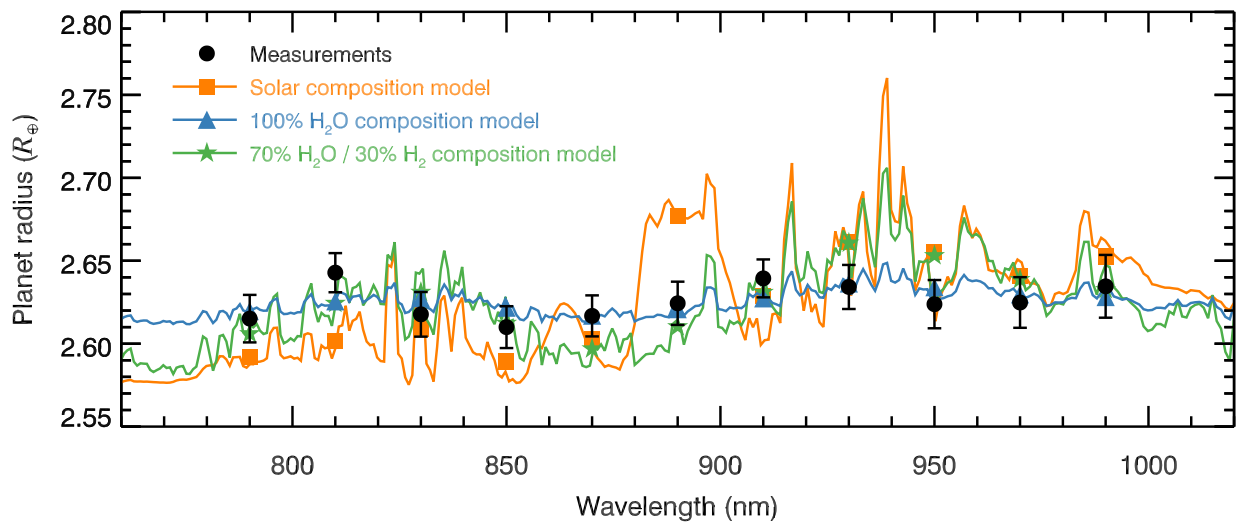 2.80
2.75
2.70
2.65
2.60
2.55
Planet radius (R⊕)
Measurements
Solar composition model
100% H₂O composition model
70% H₂O / 30% H₂ composition model
800 850 900 950 1000
Wavelength (nm)